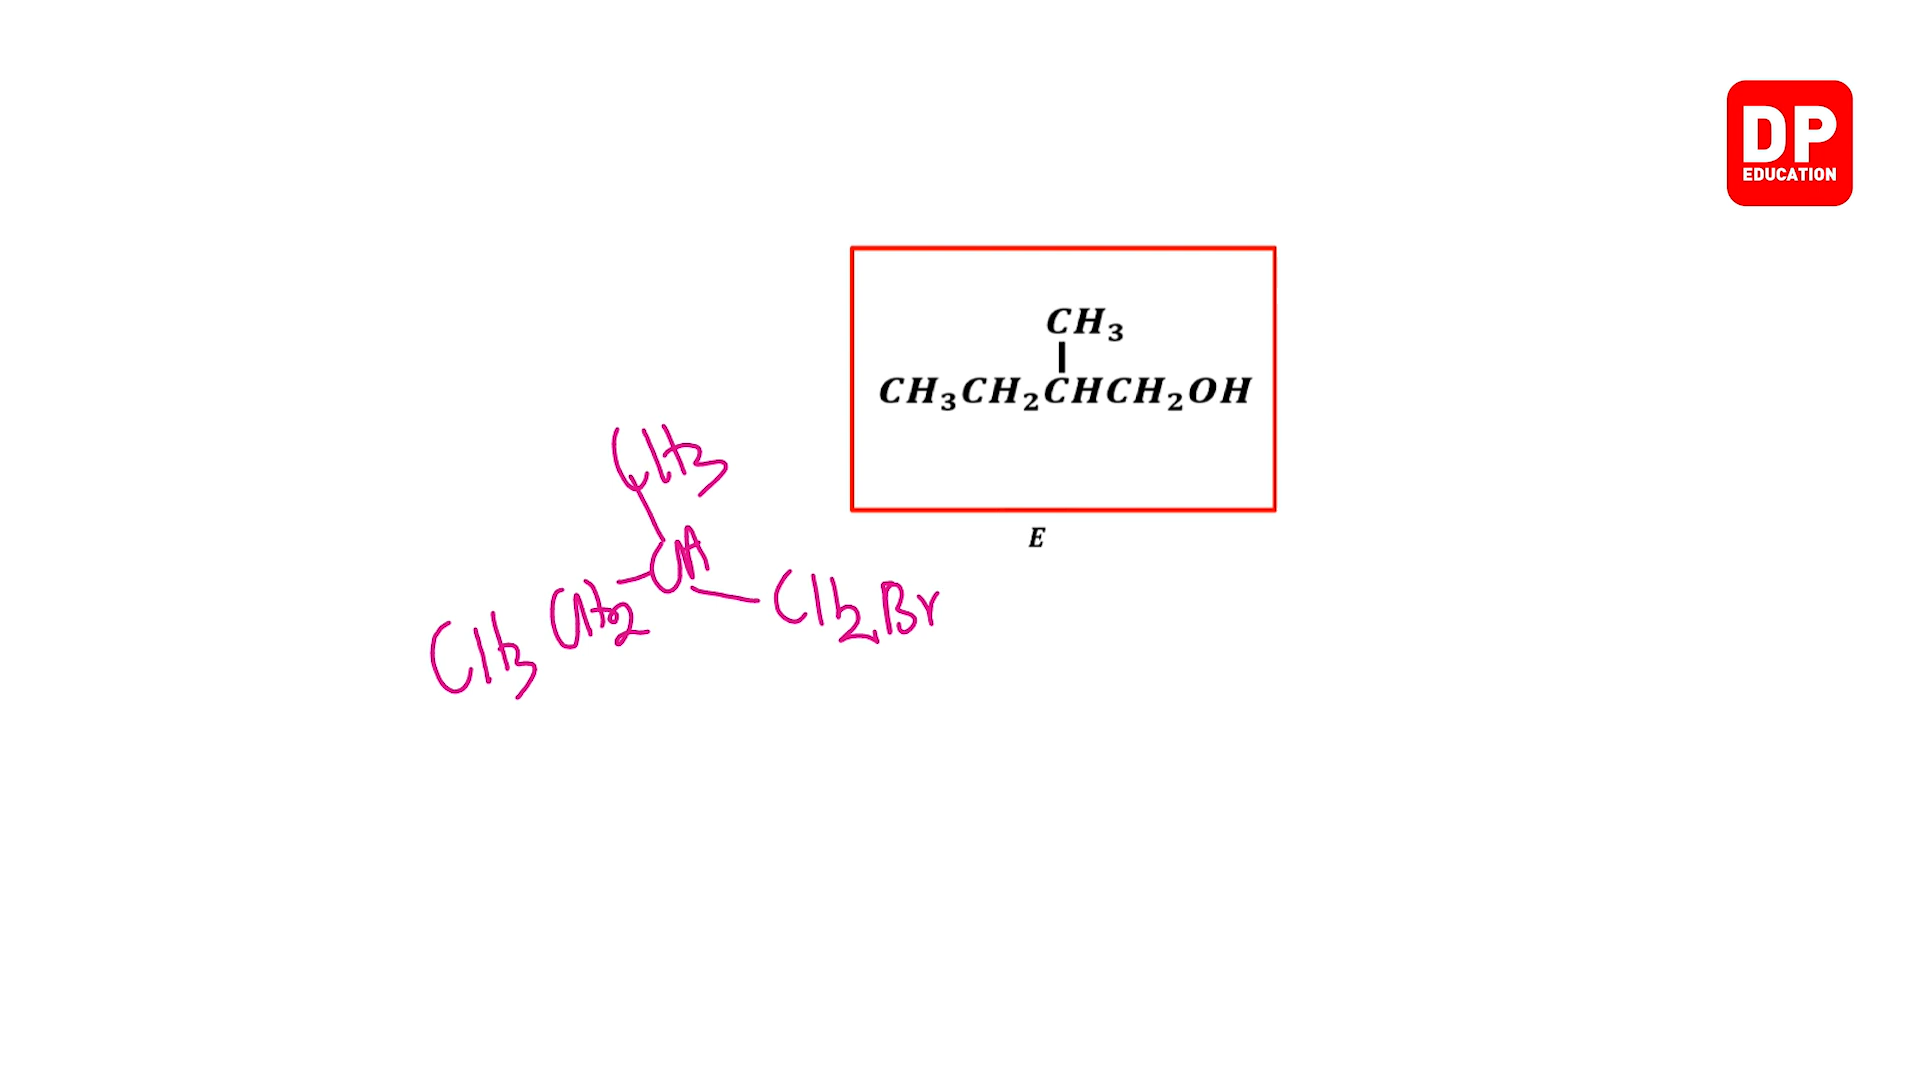 DP
EDUCATION
CH₃
|
CH₃CH₂CHCH₂OH
E
CH3
CH
CH3 CH2
CH2Br